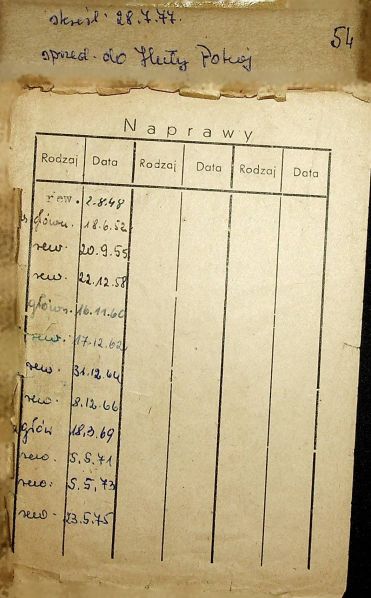 skreśl. 28.7.77.
54
sprzed. do Huty Pokój
Naprawy
Rodzaj Data Rodzaj Data Rodzaj Data
rew. 2.8.48
główn. 18.6.52
rew. 20.9.55
rew. 22.12.58
główn. 16.11.60
rew. 17.12.62
rew. 31.12.64
rew. 8.12.66
głów 18.3.69
rew. 5.5.71
rew. 5.5.73
rew. 23.5.75